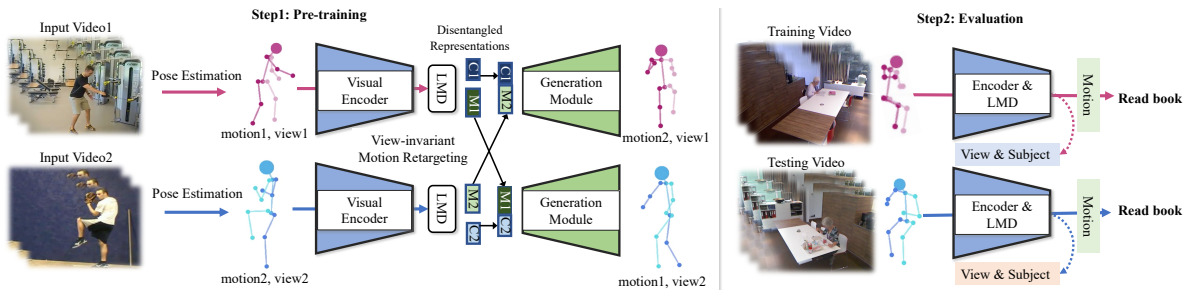 Step1: Pre-training
Input Video1
Pose Estimation
motion1, view1
Visual
Encoder
LMD
Disentangled
Representations
C1
M1
C1
M2
Generation
Module
motion2, view1
View-invariant
Motion Retargeting
Input Video2
Pose Estimation
motion2, view2
Visual
Encoder
LMD
M2
C2
M1
C2
Generation
Module
motion1, view2
Step2: Evaluation
Training Video
Encoder &
LMD
Motion
Read book
View & Subject
Testing Video
Encoder &
LMD
Motion
Read book
View & Subject